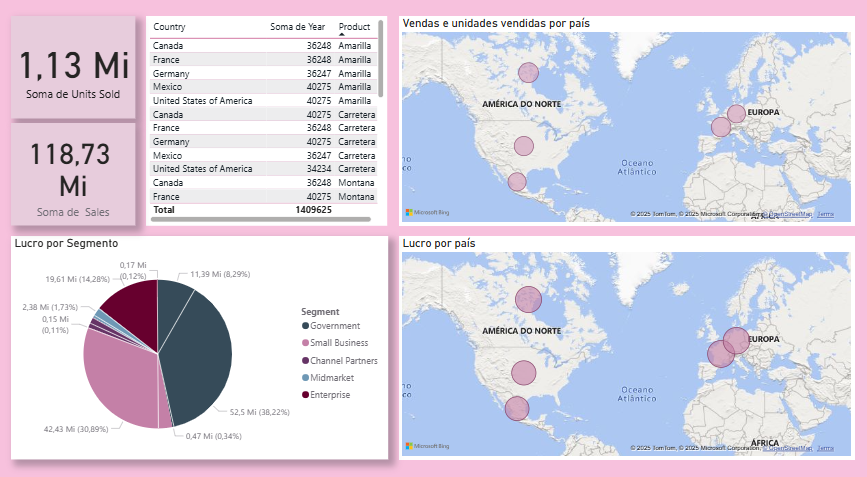 1,13 Mi
Soma de Units Sold
118,73
Mi
Soma de Sales
Country Soma de Year Product
Canada 36248 Amarilla
France 36248 Amarilla
Germany 36247 Amarilla
Mexico 40275 Amarilla
United States of America 40275 Amarilla
Canada 40275 Carretera
France 36248 Carretera
Germany 40275 Carretera
Mexico 36247 Carretera
United States of America 34234 Carretera
Canada 36248 Montana
France 40275 Montana
Total 1409625
Vendas e unidades vendidas por país
AMÉRICA DO NORTE
EUROPA
Oceano
Atlântico
Microsoft Bing
© 2025 TomTom, © 2025 Microsoft Corporation, © OpenStreetMap Terms
Lucro por Segmento
0,17 Mi
(0,12%)
11,39 Mi (8,29%)
19,61 Mi (14,28%)
2,38 Mi (1,73%)
0,15 Mi
(0,11%)
42,43 Mi (30,89%)
52,5 Mi (38,22%)
0,47 Mi (0,34%)
Segment
Government
Small Business
Channel Partners
Midmarket
Enterprise
Lucro por país
AMÉRICA DO NORTE
EUROPA
Oceano
Atlântico
ÁFRICA
Microsoft Bing
© 2025 TomTom, © 2025 Microsoft Corporation, © OpenStreetMap Terms